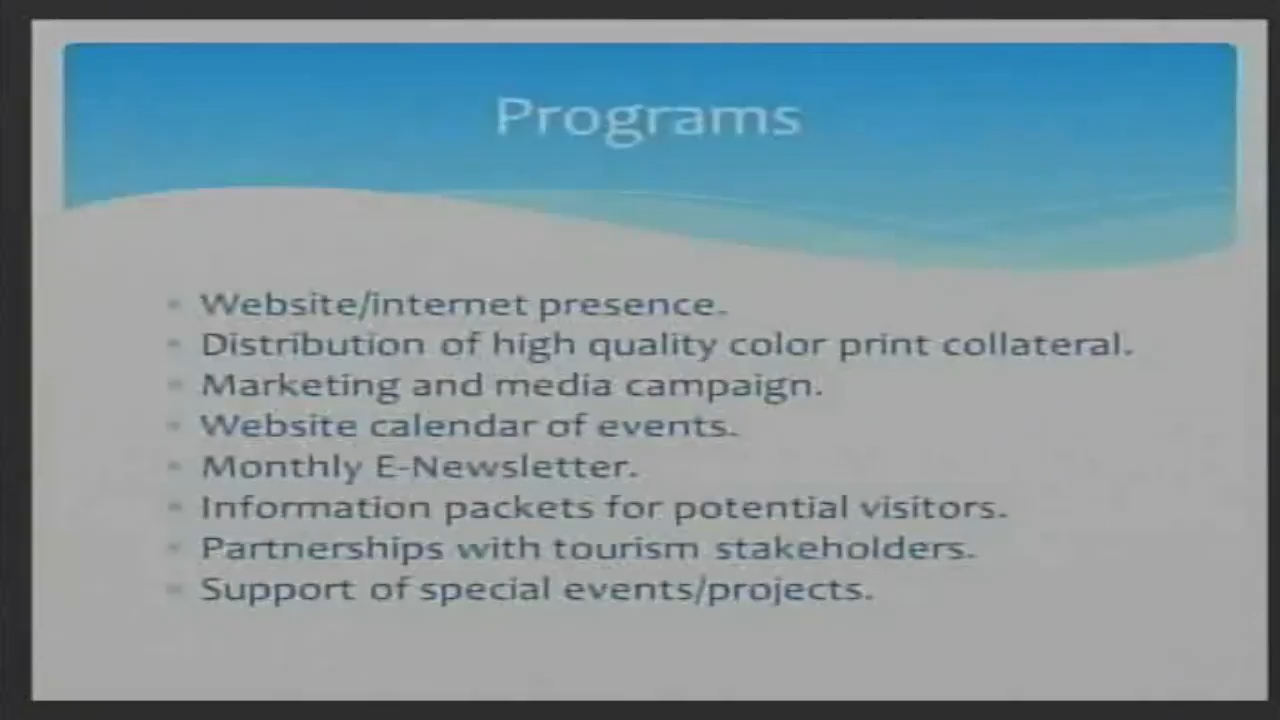 Programs
Website/internet presence.
Distribution of high quality color print collateral.
Marketing and media campaign.
Website calendar of events.
Monthly E-Newsletter.
Information packets for potential visitors.
Partnerships with tourism stakeholders.
Support of special events/projects.